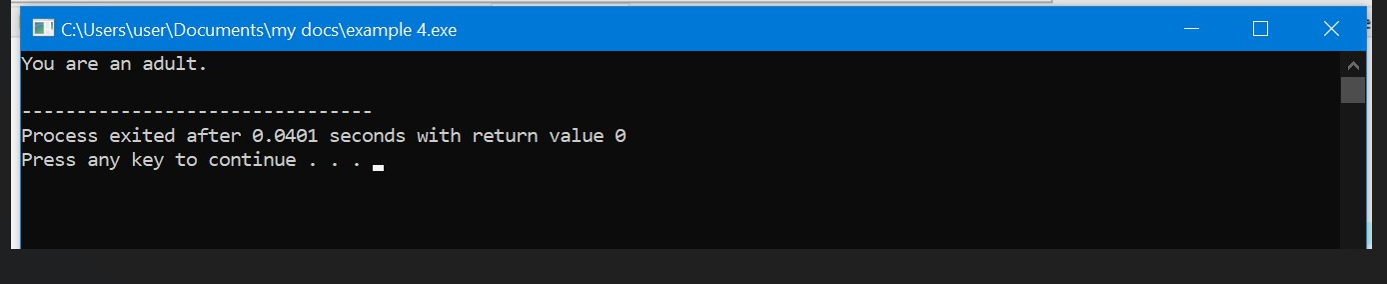 C:\Users\user\Documents\my docs\example 4.exe
You are an adult.
--------------------------------
Process exited after 0.0401 seconds with return value 0
Press any key to continue . . .